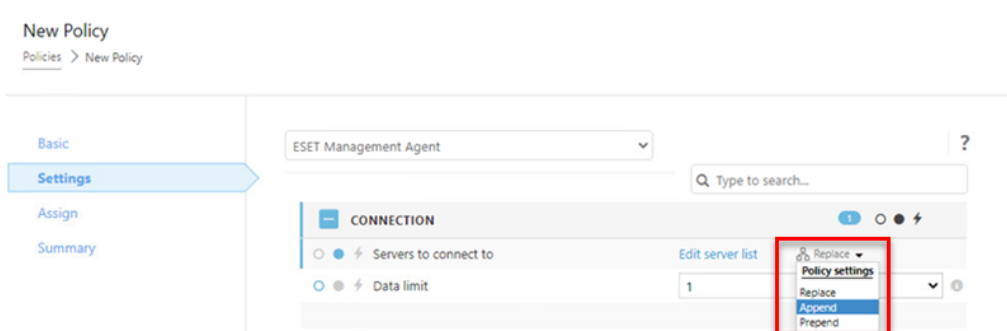 New Policy
Policies > New Policy
Basic
Settings
Assign
Summary
ESET Management Agent
?
Type to search...
CONNECTION
1
Servers to connect to
Edit server list
Replace
Data limit
1
Policy settings
Replace
Append
Prepend